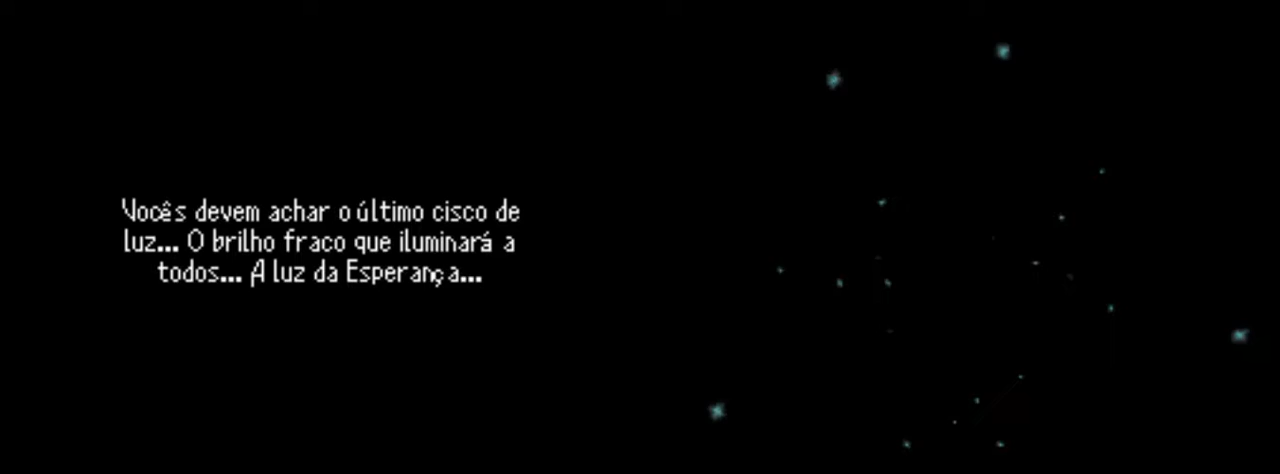 Vocês devem achar o último cisco de
luz... O brilho fraco que iluminará a
todos... A luz da Esperança...